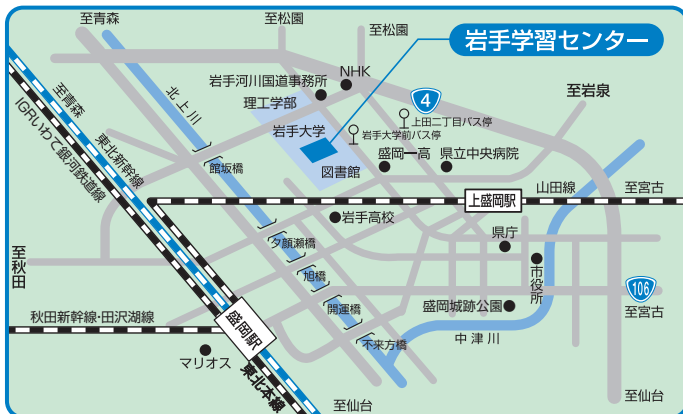 至青森
至松園
至松園
岩手学習センター
NHK
岩手河川国道事務所
理工学部
4
至岩泉
至青森
北上川
上田二丁目バス停
岩手大学
岩手大学前バス停
IGRいわて銀河鉄道線
東北新幹線
館坂橋
図書館
盛岡一高
県立中央病院
山田線
至宮古
上盛岡駅
岩手高校
至秋田
夕顔瀬橋
県庁
旭橋
市役所
106
開運橋
盛岡城跡公園
至宮古
秋田新幹線・田沢湖線
盛岡駅
不来方橋
中津川
マリオス
東北本線
至仙台
至仙台